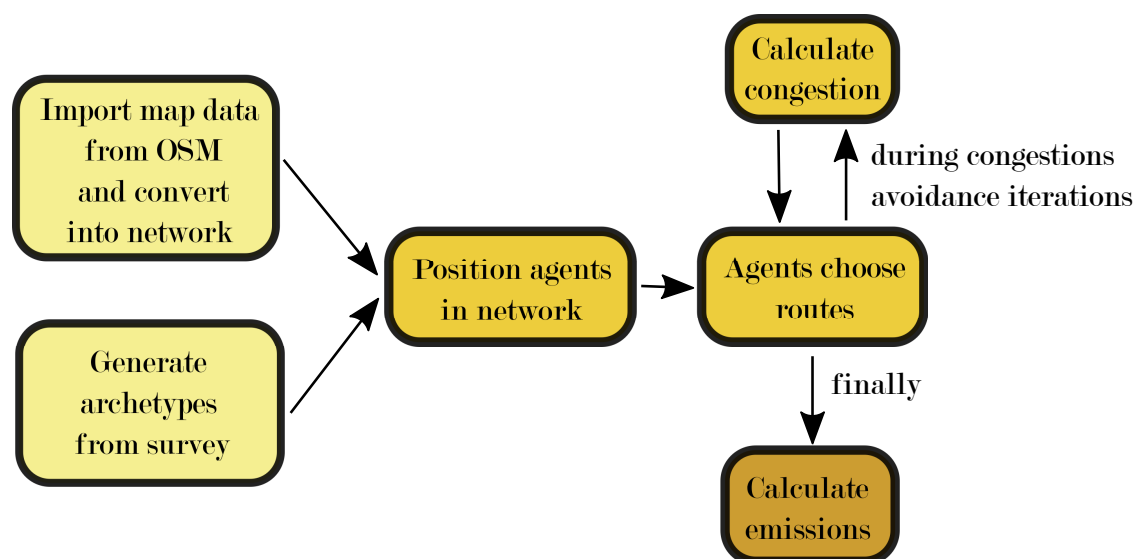 Import map data
from OSM
and convert
into network
Generate
archetypes
from survey
Position agents
in network
Calculate
congestion
during congestions
avoidance iterations
Agents choose
routes
finally
Calculate
emissions